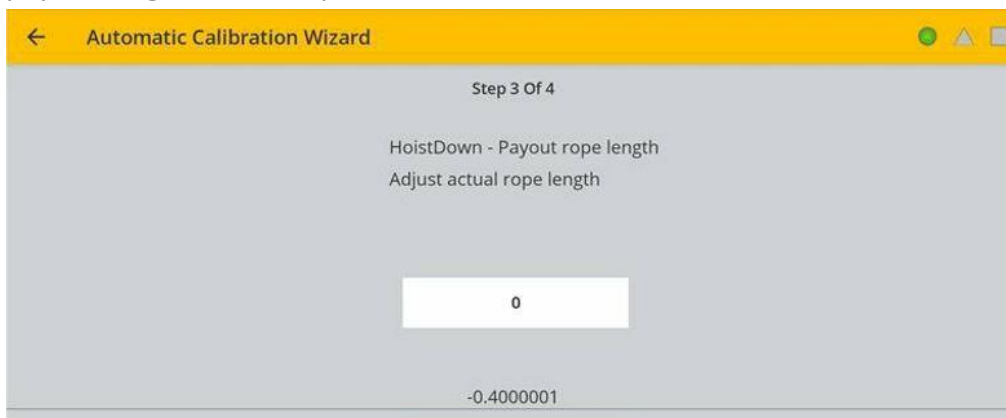 Automatic Calibration Wizard
Step 3 Of 4
HoistDown - Payout rope length
Adjust actual rope length
0
-0.4000001